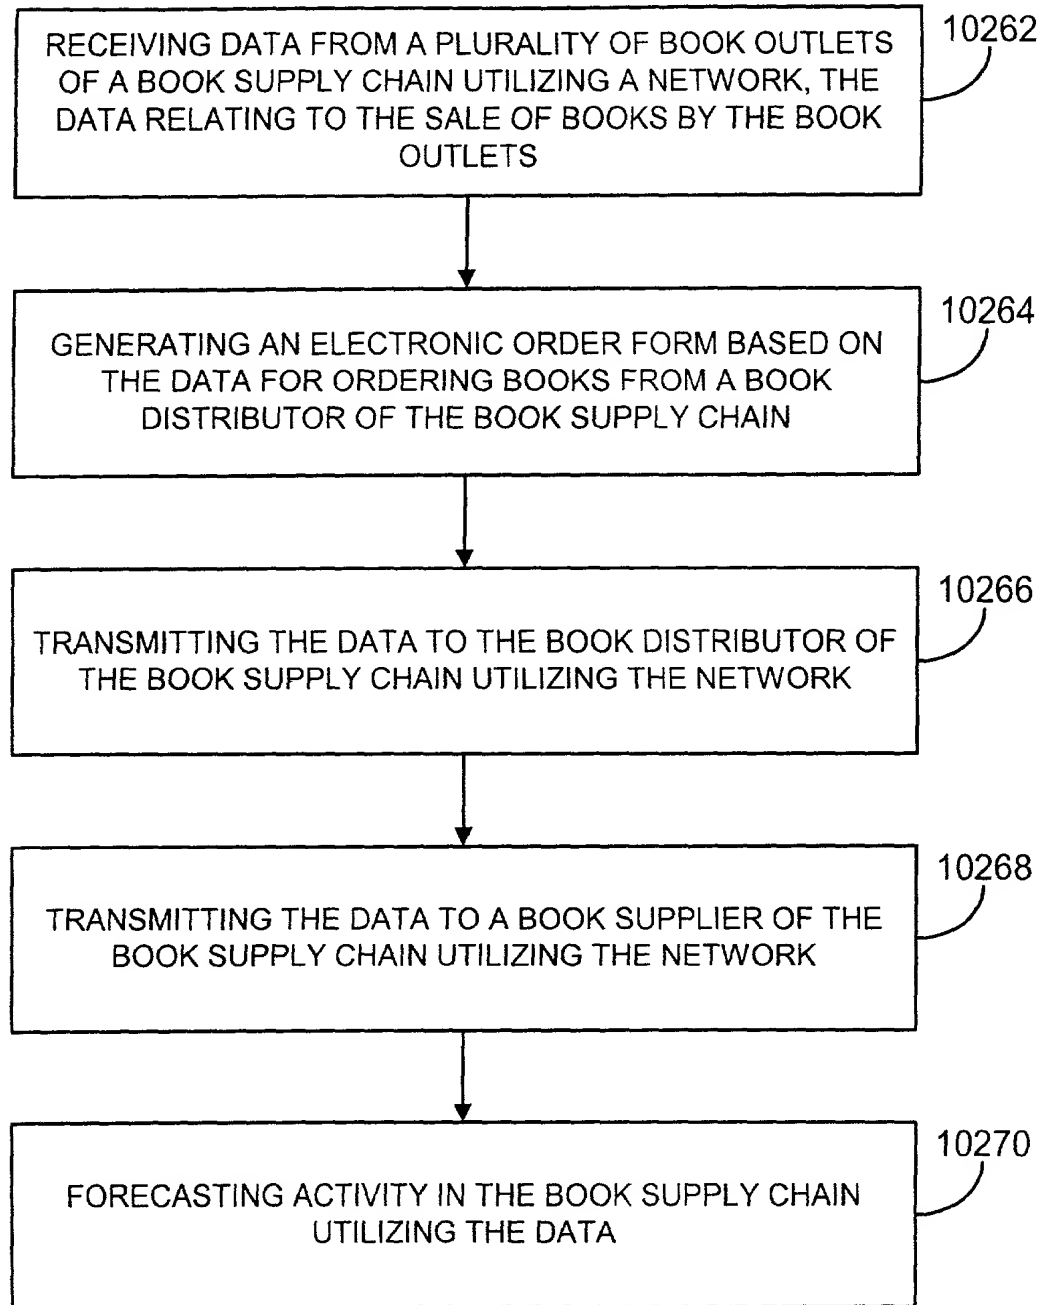 10262
RECEIVING DATA FROM A PLURALITY OF BOOK OUTLETS
OF A BOOK SUPPLY CHAIN UTILIZING A NETWORK, THE
DATA RELATING TO THE SALE OF BOOKS BY THE BOOK
OUTLETS
10264
GENERATING AN ELECTRONIC ORDER FORM BASED ON
THE DATA FOR ORDERING BOOKS FROM A BOOK
DISTRIBUTOR OF THE BOOK SUPPLY CHAIN
10266
TRANSMITTING THE DATA TO THE BOOK DISTRIBUTOR OF
THE BOOK SUPPLY CHAIN UTILIZING THE NETWORK
10268
TRANSMITTING THE DATA TO A BOOK SUPPLIER OF THE
BOOK SUPPLY CHAIN UTILIZING THE NETWORK
10270
FORECASTING ACTIVITY IN THE BOOK SUPPLY CHAIN
UTILIZING THE DATA